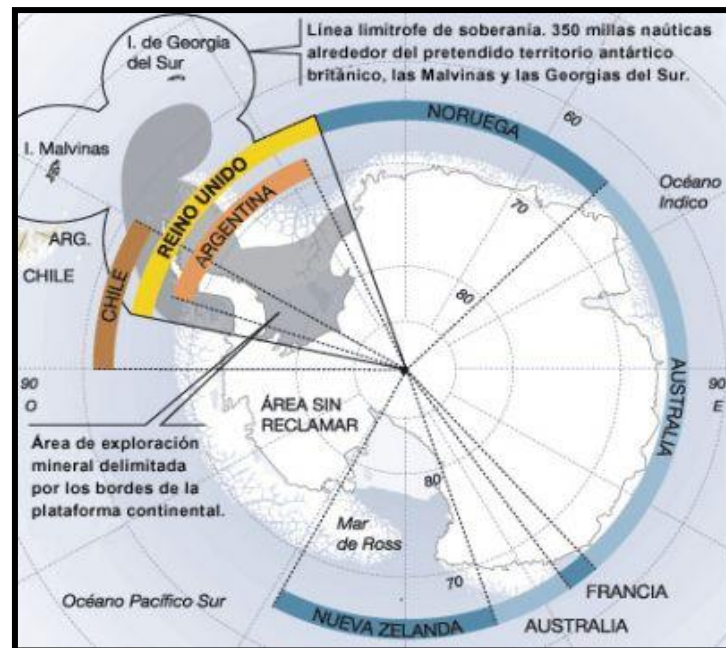 I. de Georgia
del Sur
Línea limítrofe de soberanía. 350 millas naúticas
alrededor del pretendido territorio antártico
británico, las Malvinas y las Georgias del Sur.
I. Malvinas
ARG.
CHILE
CHILE
REINO UNIDO
ARGENTINA
NORUEGA
60
70
80
Océano
Indico
90
O
90
E
AUSTRALIA
ÁREA SIN
RECLAMAR
Área de exploración
mineral delimitada
por los bordes de la
plataforma continental.
Mar
de Ross
80
70
Océano Pacífico Sur
NUEVA ZELANDA
FRANCIA
AUSTRALIA